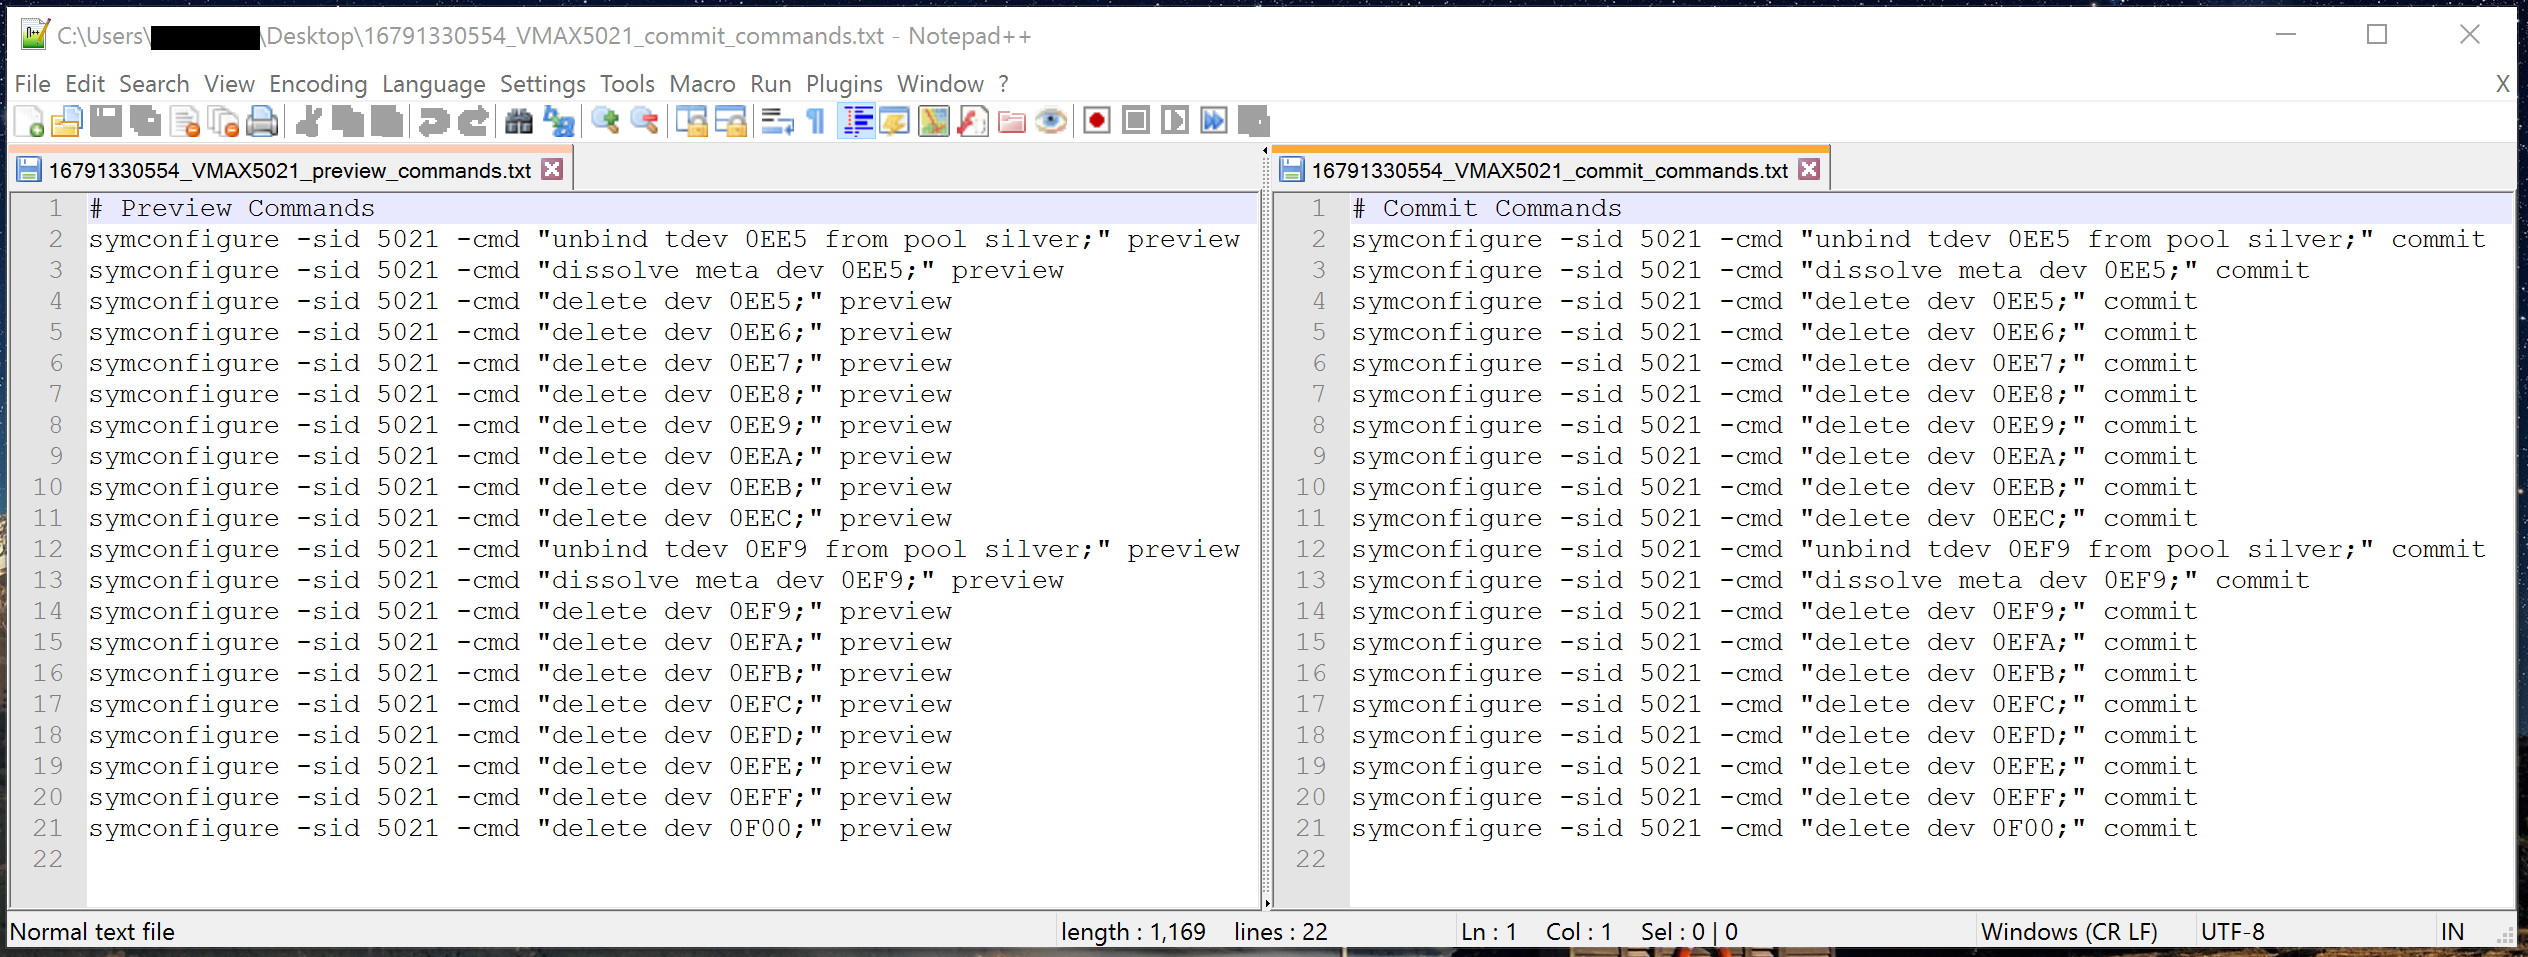 C:\Users\ \Desktop\16791330554_VMAX5021_commit_commands.txt - Notepad++
File Edit Search View Encoding Language Settings Tools Macro Run Plugins Window ? X
16791330554_VMAX5021_preview_commands.txt
1 # Preview Commands
2 symconfigure -sid 5021 -cmd "unbind tdev 0EE5 from pool silver;" preview
3 symconfigure -sid 5021 -cmd "dissolve meta dev 0EE5;" preview
4 symconfigure -sid 5021 -cmd "delete dev 0EE5;" preview
5 symconfigure -sid 5021 -cmd "delete dev 0EE6;" preview
6 symconfigure -sid 5021 -cmd "delete dev 0EE7;" preview
7 symconfigure -sid 5021 -cmd "delete dev 0EE8;" preview
8 symconfigure -sid 5021 -cmd "delete dev 0EE9;" preview
9 symconfigure -sid 5021 -cmd "delete dev 0EEA;" preview
10 symconfigure -sid 5021 -cmd "delete dev 0EEB;" preview
11 symconfigure -sid 5021 -cmd "delete dev 0EEC;" preview
12 symconfigure -sid 5021 -cmd "unbind tdev 0EF9 from pool silver;" preview
13 symconfigure -sid 5021 -cmd "dissolve meta dev 0EF9;" preview
14 symconfigure -sid 5021 -cmd "delete dev 0EF9;" preview
15 symconfigure -sid 5021 -cmd "delete dev 0EFA;" preview
16 symconfigure -sid 5021 -cmd "delete dev 0EFB;" preview
17 symconfigure -sid 5021 -cmd "delete dev 0EFC;" preview
18 symconfigure -sid 5021 -cmd "delete dev 0EFD;" preview
19 symconfigure -sid 5021 -cmd "delete dev 0EFE;" preview
20 symconfigure -sid 5021 -cmd "delete dev 0EFF;" preview
21 symconfigure -sid 5021 -cmd "delete dev 0F00;" preview
22
16791330554_VMAX5021_commit_commands.txt
1 # Commit Commands
2 symconfigure -sid 5021 -cmd "unbind tdev 0EE5 from pool silver;" commit
3 symconfigure -sid 5021 -cmd "dissolve meta dev 0EE5;" commit
4 symconfigure -sid 5021 -cmd "delete dev 0EE5;" commit
5 symconfigure -sid 5021 -cmd "delete dev 0EE6;" commit
6 symconfigure -sid 5021 -cmd "delete dev 0EE7;" commit
7 symconfigure -sid 5021 -cmd "delete dev 0EE8;" commit
8 symconfigure -sid 5021 -cmd "delete dev 0EE9;" commit
9 symconfigure -sid 5021 -cmd "delete dev 0EEA;" commit
10 symconfigure -sid 5021 -cmd "delete dev 0EEB;" commit
11 symconfigure -sid 5021 -cmd "delete dev 0EEC;" commit
12 symconfigure -sid 5021 -cmd "unbind tdev 0EF9 from pool silver;" commit
13 symconfigure -sid 5021 -cmd "dissolve meta dev 0EF9;" commit
14 symconfigure -sid 5021 -cmd "delete dev 0EF9;" commit
15 symconfigure -sid 5021 -cmd "delete dev 0EFA;" commit
16 symconfigure -sid 5021 -cmd "delete dev 0EFB;" commit
17 symconfigure -sid 5021 -cmd "delete dev 0EFC;" commit
18 symconfigure -sid 5021 -cmd "delete dev 0EFD;" commit
19 symconfigure -sid 5021 -cmd "delete dev 0EFE;" commit
20 symconfigure -sid 5021 -cmd "delete dev 0EFF;" commit
21 symconfigure -sid 5021 -cmd "delete dev 0F00;" commit
22
Normal text file length : 1,169 lines : 22 Ln : 1 Col : 1 Sel : 0 | 0 Windows (CR LF) UTF-8 IN